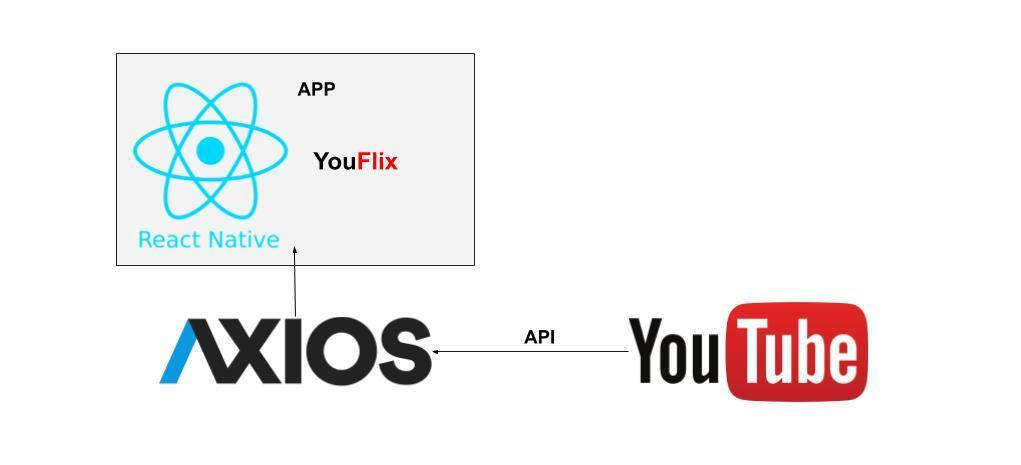 APP
YouFlix
React Native
AXIOS
API
YouTube